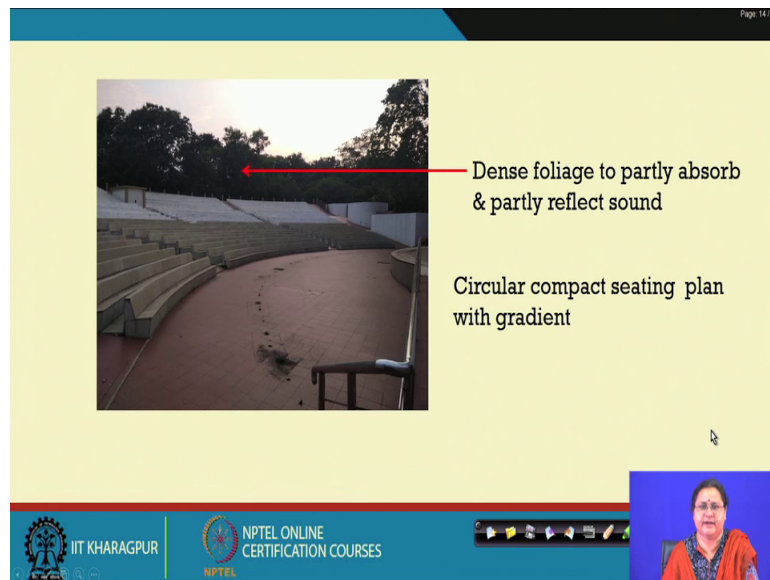 Page: 14 /
Dense foliage to partly absorb
& partly reflect sound
Circular compact seating plan
with gradient
IIT KHARAGPUR
NPTEL
NPTEL ONLINE
CERTIFICATION COURSES